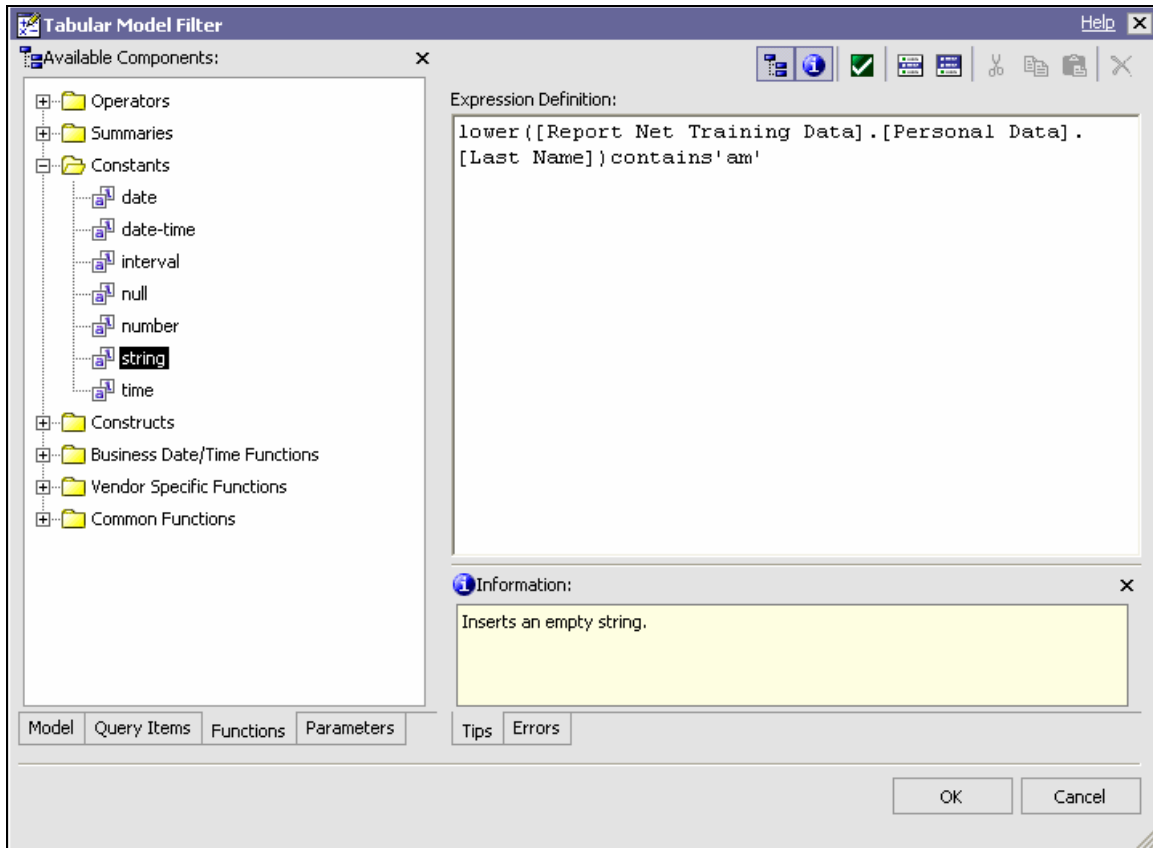 Tabular Model Filter
Help
Available Components:
Operators
Summaries
Constants
date
date-time
interval
null
number
string
time
Constructs
Business Date/Time Functions
Vendor Specific Functions
Common Functions
Model Query Items Functions Parameters
Expression Definition:
lower([Report Net Training Data].[Personal Data].
[Last Name])contains'am'
Information:
Inserts an empty string.
Tips Errors
OK Cancel